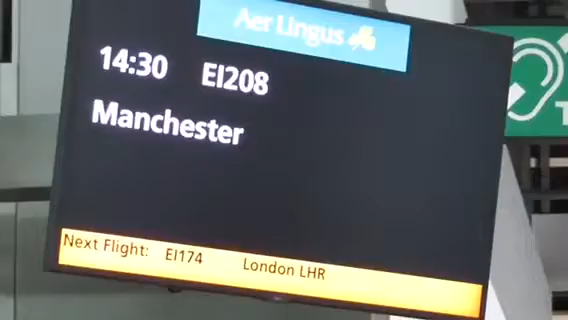 Aer Lingus
14:30 EI208
Manchester
Next Flight: EI174 London LHR
T